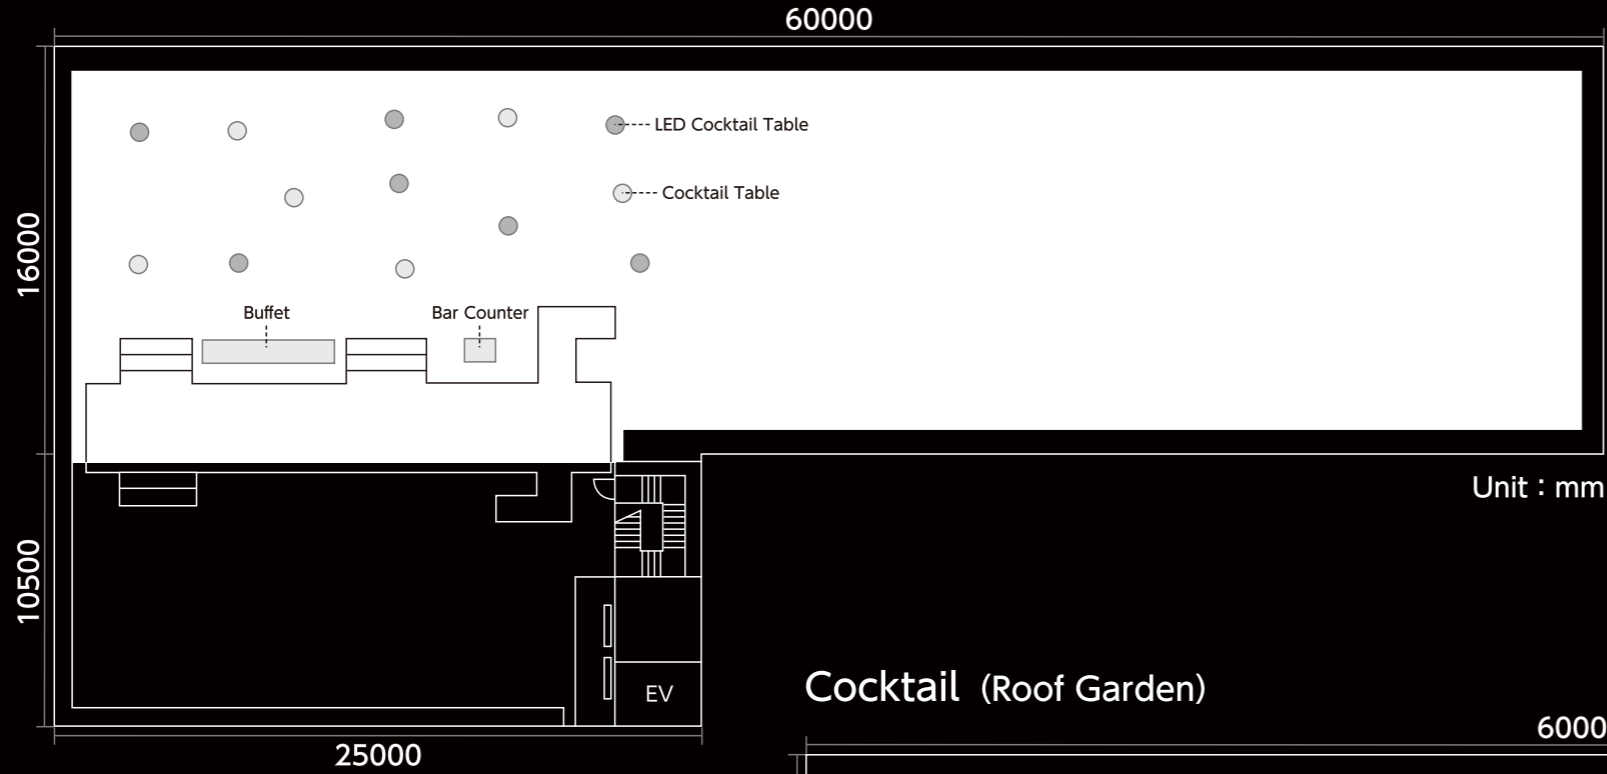 60000
LED Cocktail Table
Cocktail Table
16000
Buffet
Bar Counter
Unit : mm
10500
EV
Cocktail (Roof Garden)
25000
6000